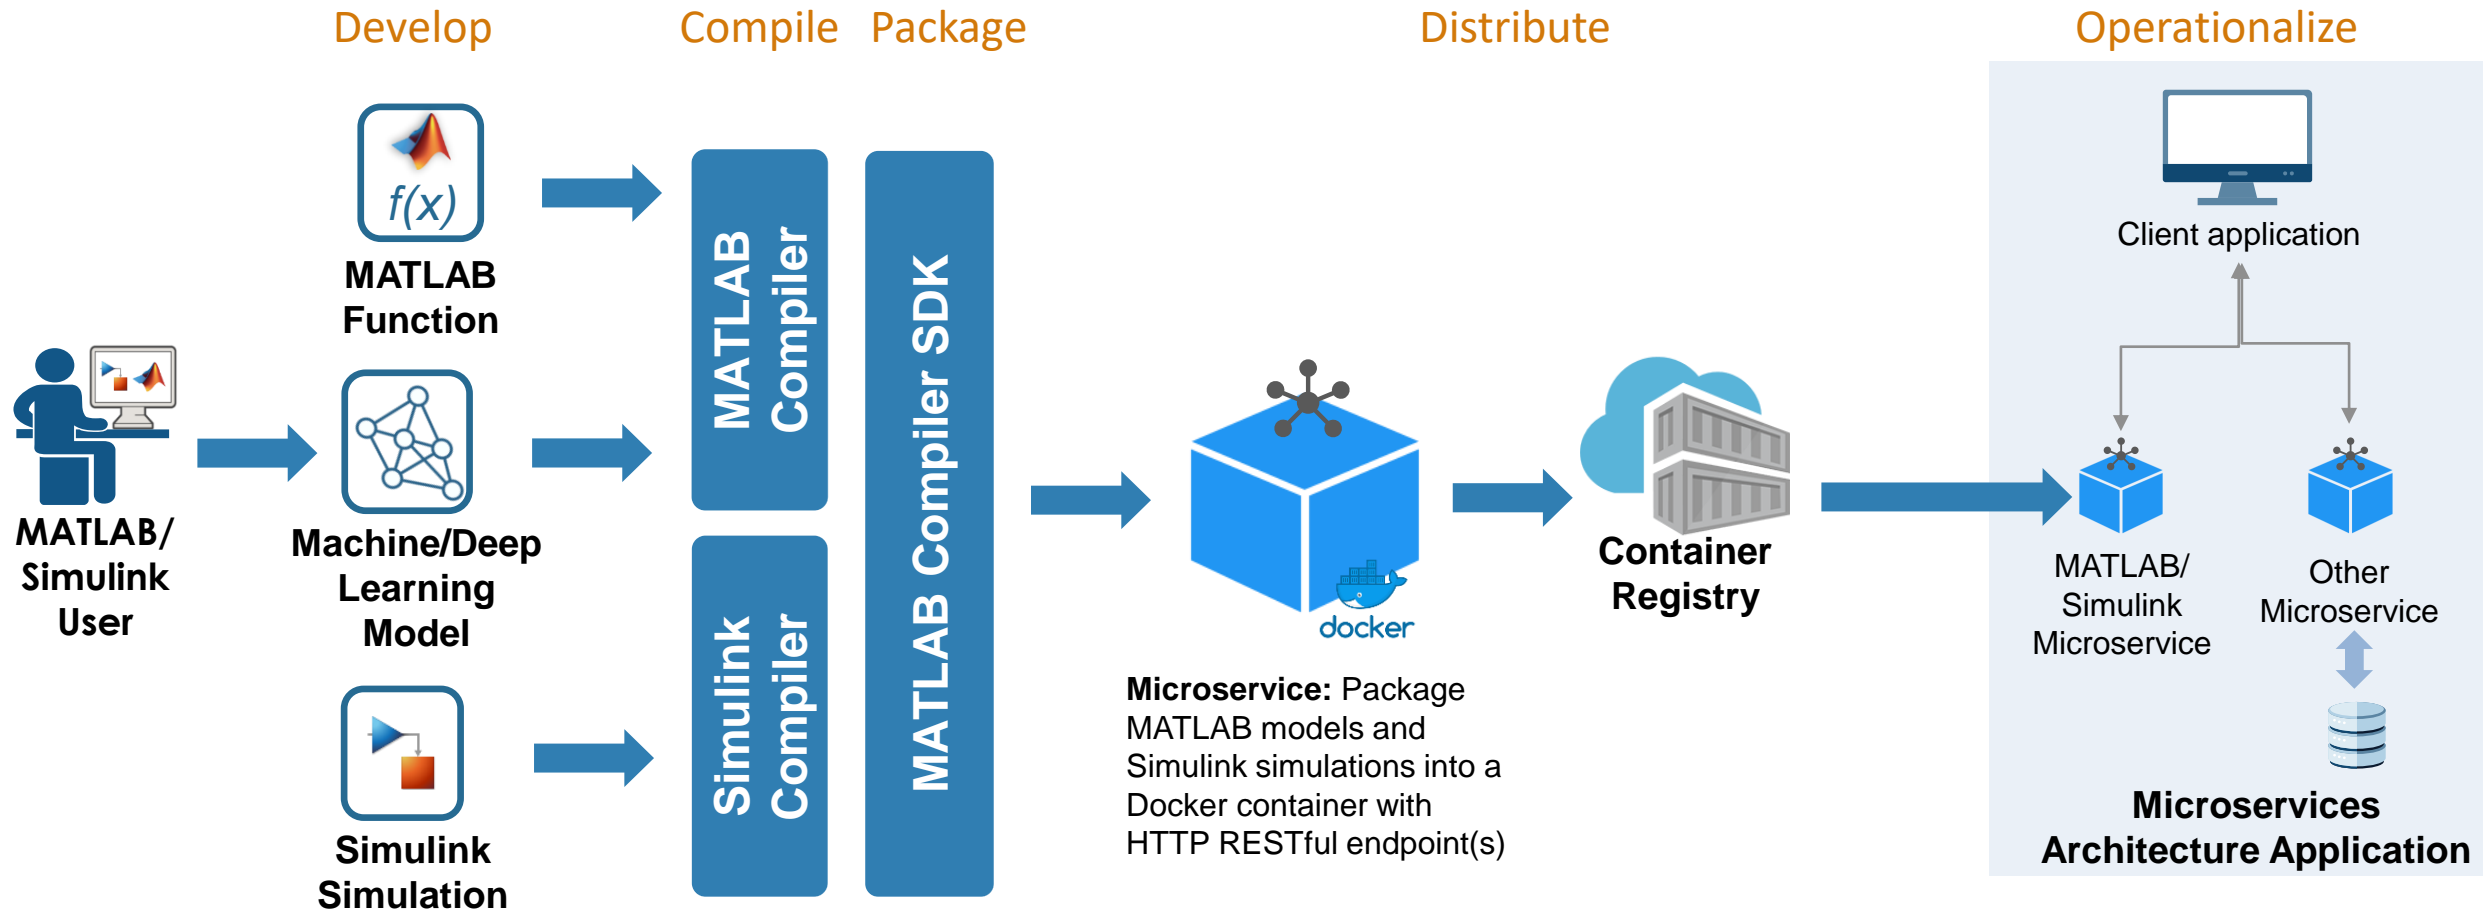 Develop
Compile
Package
Distribute
Operationalize
f(x)
MATLAB
Function
MATLAB/
Simulink
User
Machine/Deep
Learning
Model
Simulink
Simulation
MATLAB
Compiler
Simulink
Compiler
MATLAB Compiler SDK
docker
Microservice: Package
MATLAB models and
Simulink simulations into a
Docker container with
HTTP RESTful endpoint(s)
Container
Registry
Client application
MATLAB/
Simulink
Microservice
Other
Microservice
Microservices
Architecture Application